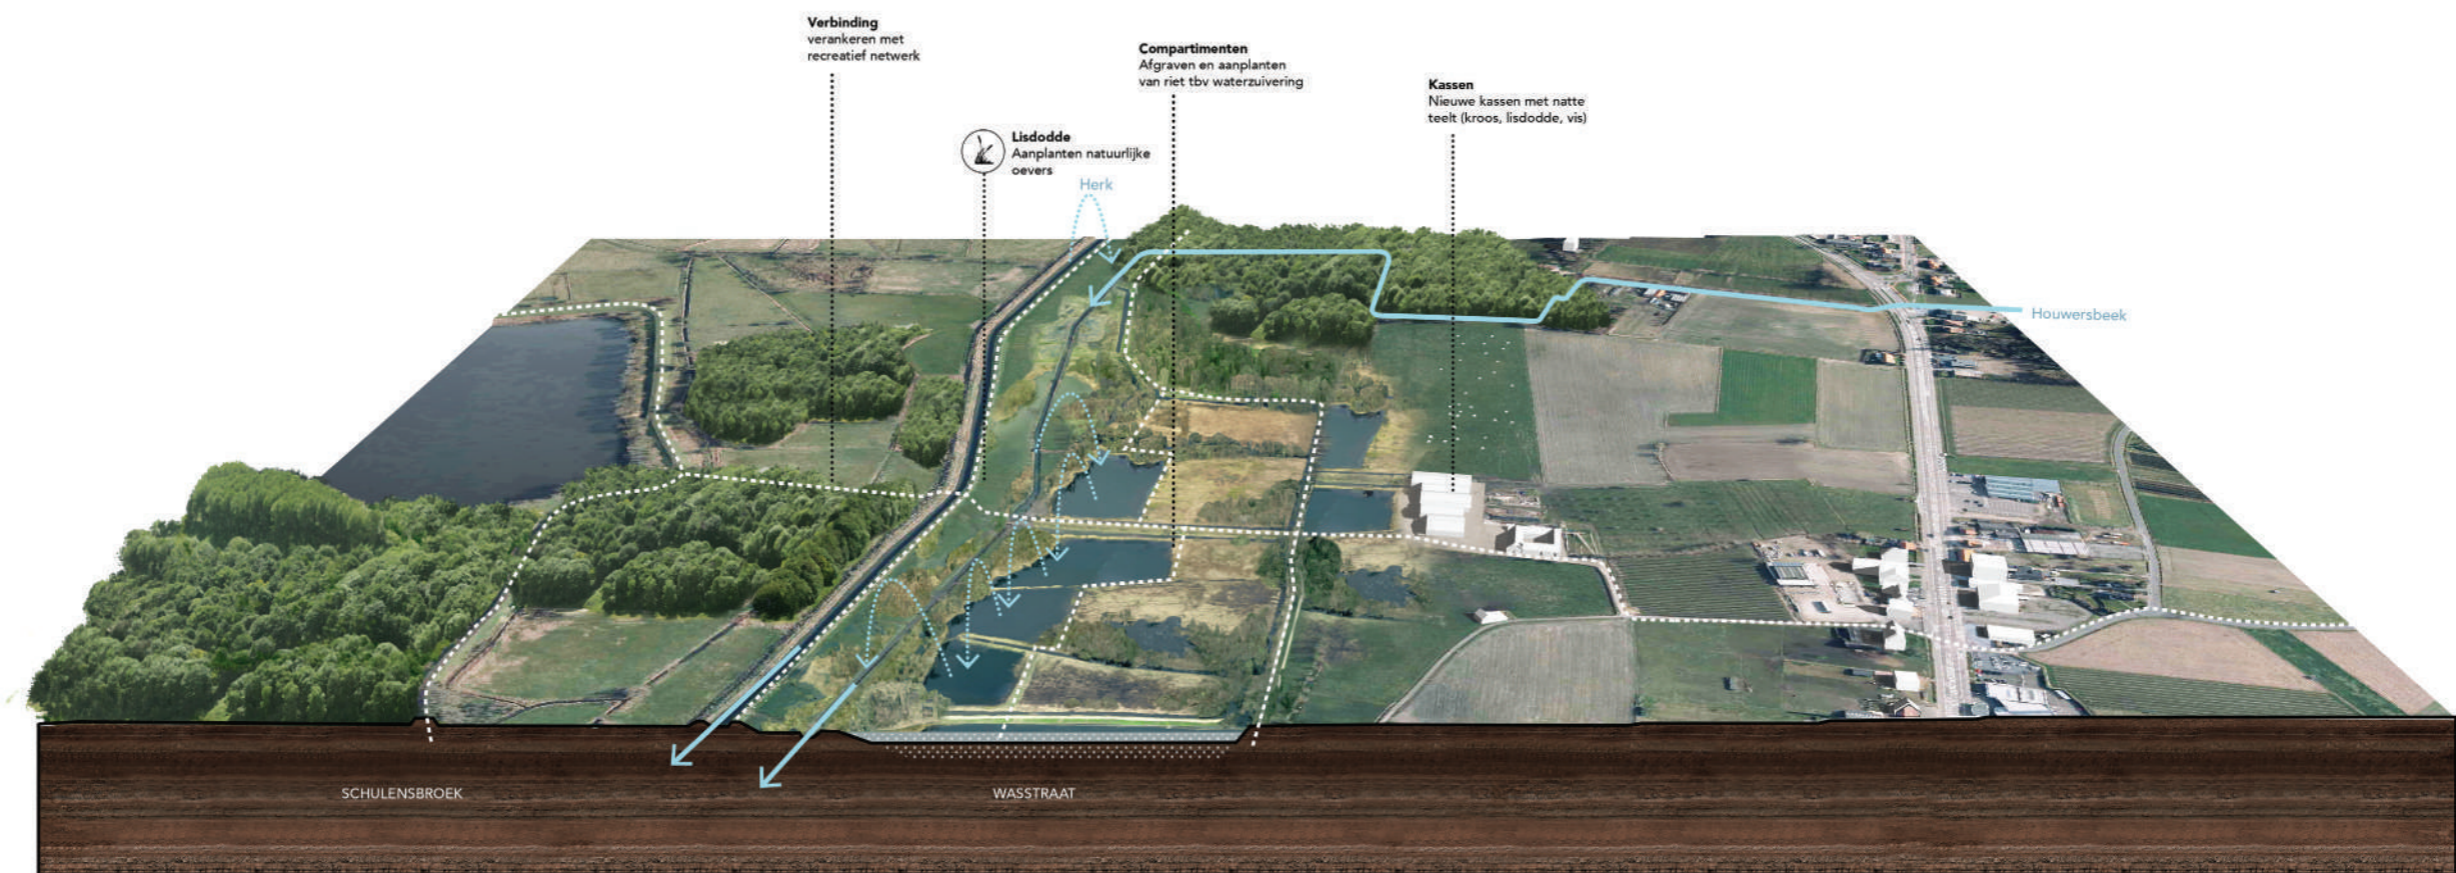 Verbinding
verankeren met
recreatief netwerk
Compartimenten
Afgraven en aanplanten
van riet tbv waterzuivering
Kassen
Nieuwe kassen met natte
teelt (kroos, lisdodde, vis)
Lisdodde
Aanplanten natuurlijke
oevers
Herk
Houwersbeek
SCHULENSBROEK
WASSTRAAT